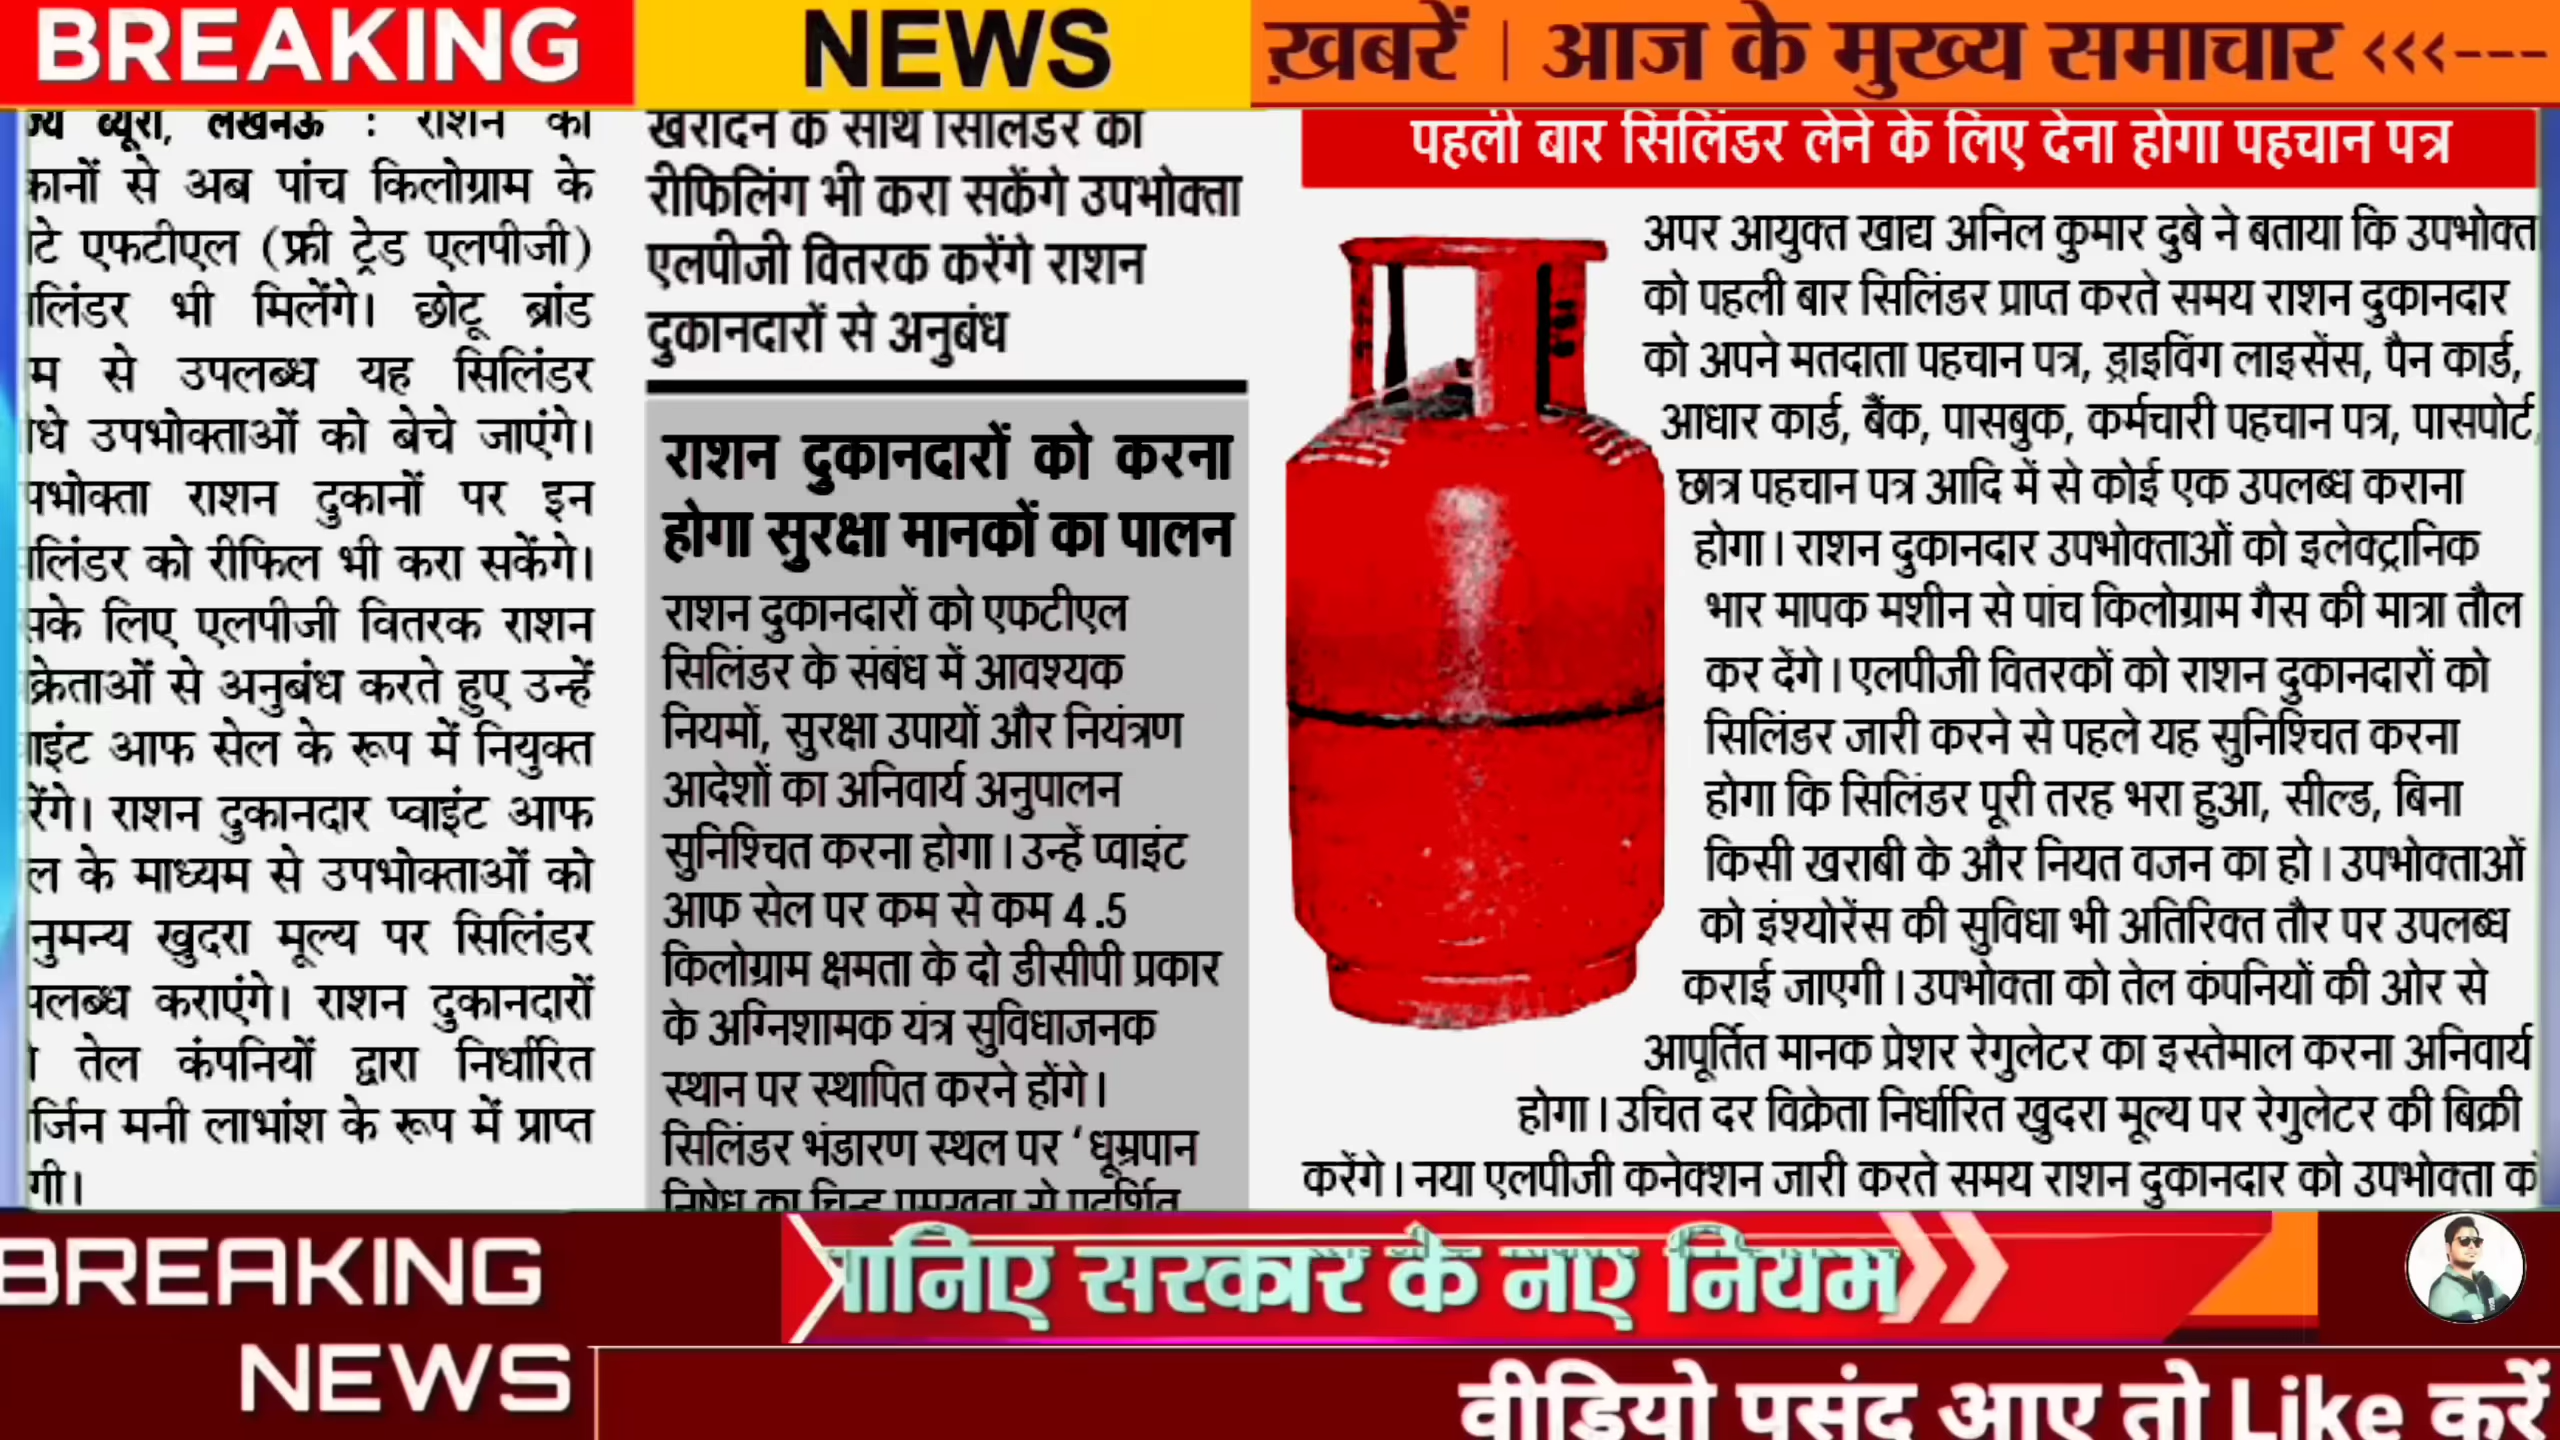 BREAKING
NEWS
ख़बरें | आज के मुख्य समाचार <<<---
ब्यूरो, लखनऊ : राशन की
से अब पांच किलोग्राम के
एफटीएल (फ्री ट्रेड एलपीजी)
भी मिलेंगे। छोटू ब्रांड
से उपलब्ध यह सिलिंडर
उपभोक्ताओं को बेचे जाएंगे।
राशन दुकानों पर इन
को रीफिल भी करा सकेंगे।
लिए एलपीजी वितरक राशन
से अनुबंध करते हुए उन्हें
आफ सेल के रूप में नियुक्त
राशन दुकानदार प्वाइंट आफ
के माध्यम से उपभोक्ताओं को
खुदरा मूल्य पर सिलिंडर
कराएंगे। राशन दुकानदारों
तेल कंपनियों द्वारा निर्धारित
मनी लाभांश के रूप में प्राप्त
खरीदने के साथ सिलिंडर की
रीफिलिंग भी करा सकेंगे उपभोक्ता
एलपीजी वितरक करेंगे राशन
दुकानदारों से अनुबंध
राशन दुकानदारों को करना
होगा सुरक्षा मानकों का पालन
राशन दुकानदारों को एफटीएल
सिलिंडर के संबंध में आवश्यक
नियमों, सुरक्षा उपायों और नियंत्रण
आदेशों का अनिवार्य अनुपालन
सुनिश्चित करना होगा। उन्हें प्वाइंट
आफ सेल पर कम से कम 4.5
किलोग्राम क्षमता के दो डीसीपी प्रकार
के अग्निशामक यंत्र सुविधाजनक
स्थान पर स्थापित करने होंगे।
सिलिंडर भंडारण स्थल पर ‘धूम्रपान
निषेध का चिन्ह प्रमुखता से प्रदर्शित
पहली बार सिलिंडर लेने के लिए देना होगा पहचान पत्र
अपर आयुक्त खाद्य अनिल कुमार दुबे ने बताया कि
को पहली बार सिलिंडर प्राप्त करते समय राशन दुकानदार
को अपने मतदाता पहचान पत्र, ड्राइविंग लाइसेंस, पैन कार्ड,
आधार कार्ड, बैंक, पासबुक, कर्मचारी पहचान पत्र, पासपोर्ट,
छात्र पहचान पत्र आदि में से कोई एक उपलब्ध कराना
होगा। राशन दुकानदार उपभोक्ताओं को इलेक्ट्रानिक
भार मापक मशीन से पांच किलोग्राम गैस की मात्रा तौल
कर देंगे। एलपीजी वितरकों को राशन दुकानदारों को
सिलिंडर जारी करने से पहले यह सुनिश्चित करना
होगा कि सिलिंडर पूरी तरह भरा हुआ, सील्ड, बिना
किसी खराबी के और नियत वजन का हो। उपभोक्ताओं
को इंश्योरेंस की सुविधा भी अतिरिक्त तौर पर उपलब्ध
कराई जाएगी। उपभोक्ता को तेल कंपनियों की ओर से
आपूर्तित मानक प्रेशर रेगुलेटर का इस्तेमाल करना अनिवार्य
होगा। उचित दर विक्रेता निर्धारित खुदरा मूल्य पर रेगुलेटर की बिक्री
करेंगे। नया एलपीजी कनेक्शन जारी करते समय राशन दुकानदार को उपभोक्ता को
BREAKING
NEWS
सरकार के नए नियम
वीडियो पसंद आए तो Like करें